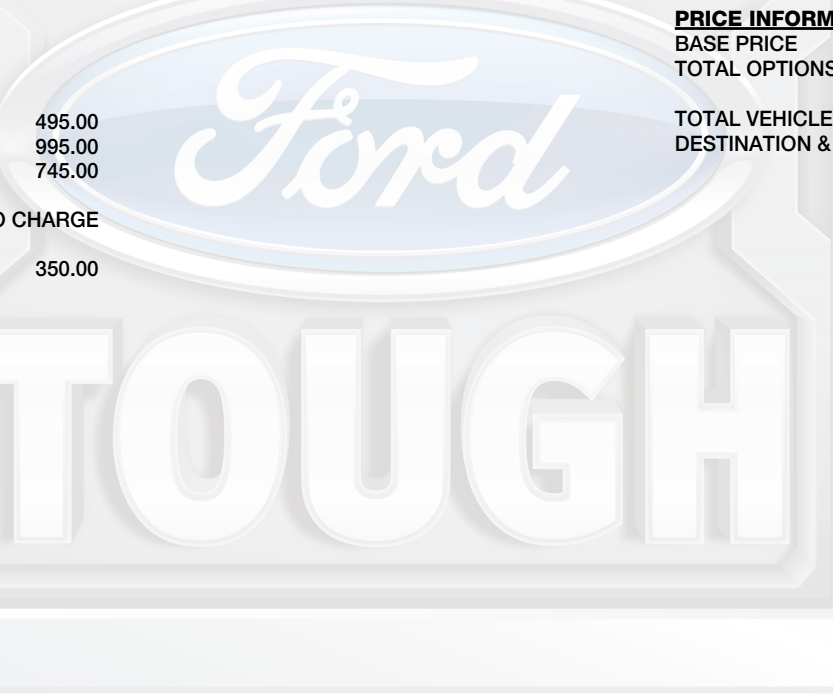 PRICE INFORM
BASE PRICE
TOTAL OPTIONS
TOTAL VEHICLE
DESTINATION &
495.00
995.00
745.00
O CHARGE
350.00
Ford
TOUGH